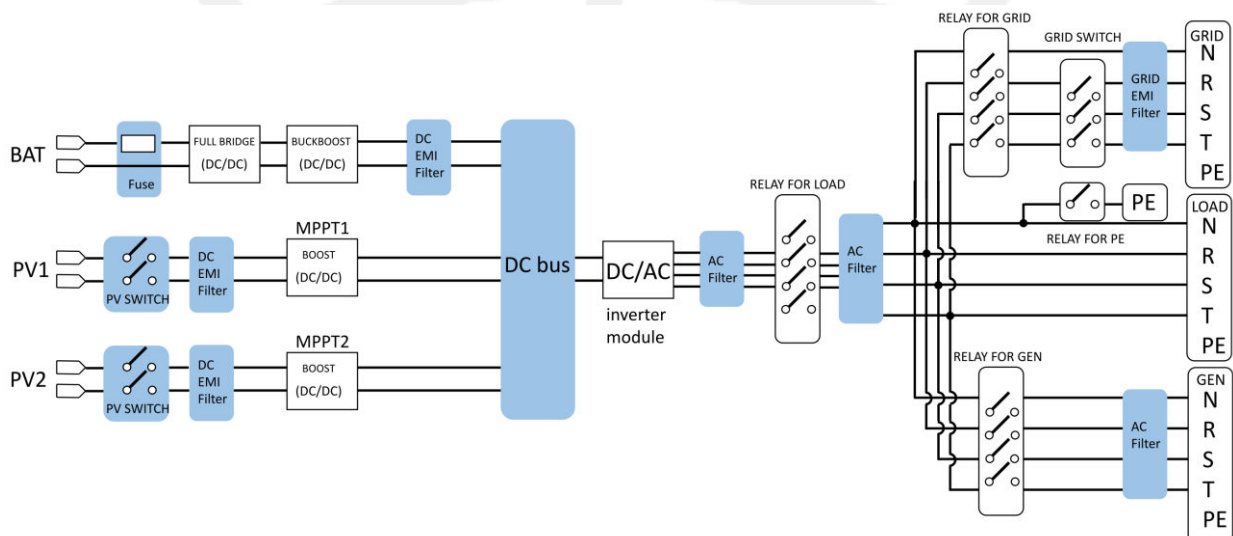 RELAY FOR GRID
GRID SWITCH
GRID
N
R
S
T
PE
GRID
EMI
Filter
BAT
Fuse
FULL BRIDGE
(DC/DC)
BUCKBOOST
(DC/DC)
DC
EMI
Filter
PV1
PV SWITCH
DC
EMI
Filter
MPPT1
BOOST
(DC/DC)
PV2
PV SWITCH
DC
EMI
Filter
MPPT2
BOOST
(DC/DC)
DC bus
DC/AC
inverter
module
AC
Filter
RELAY FOR LOAD
AC
Filter
PE
RELAY FOR PE
LOAD
N
R
S
T
PE
RELAY FOR GEN
AC
Filter
GEN
N
R
S
T
PE